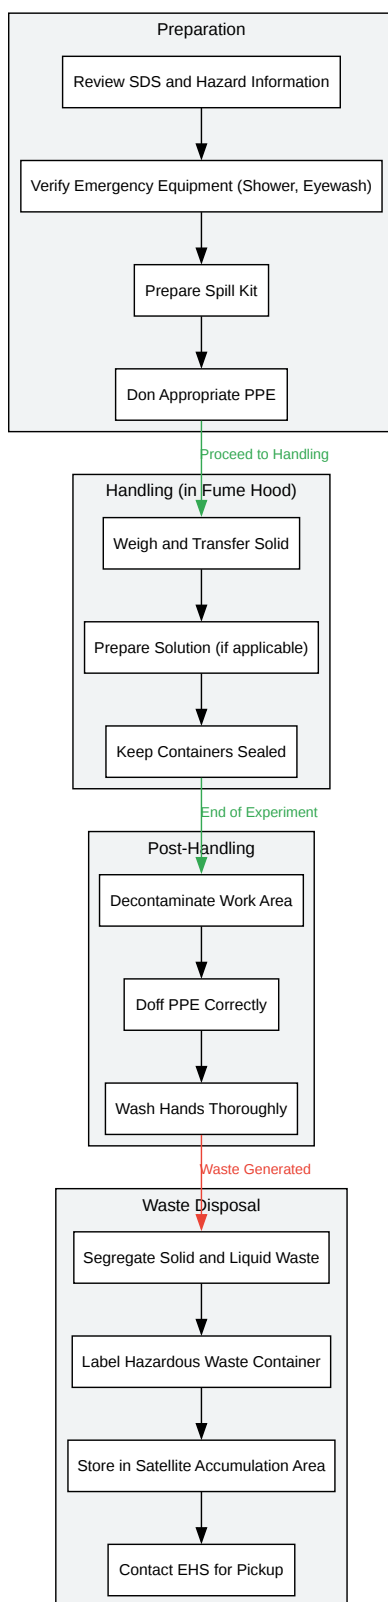 Preparation
Review SDS and Hazard Information
Verify Emergency Equipment (Shower, Eyewash)
Prepare Spill Kit
Don Appropriate PPE
Proceed to Handling
Handling (in Fume Hood)
Weigh and Transfer Solid
Prepare Solution (if applicable)
Keep Containers Sealed
End of Experiment
Post-Handling
Decontaminate Work Area
Doff PPE Correctly
Wash Hands Thoroughly
Waste Generated
Waste Disposal
Segregate Solid and Liquid Waste
Label Hazardous Waste Container
Store in Satellite Accumulation Area
Contact EHS for Pickup